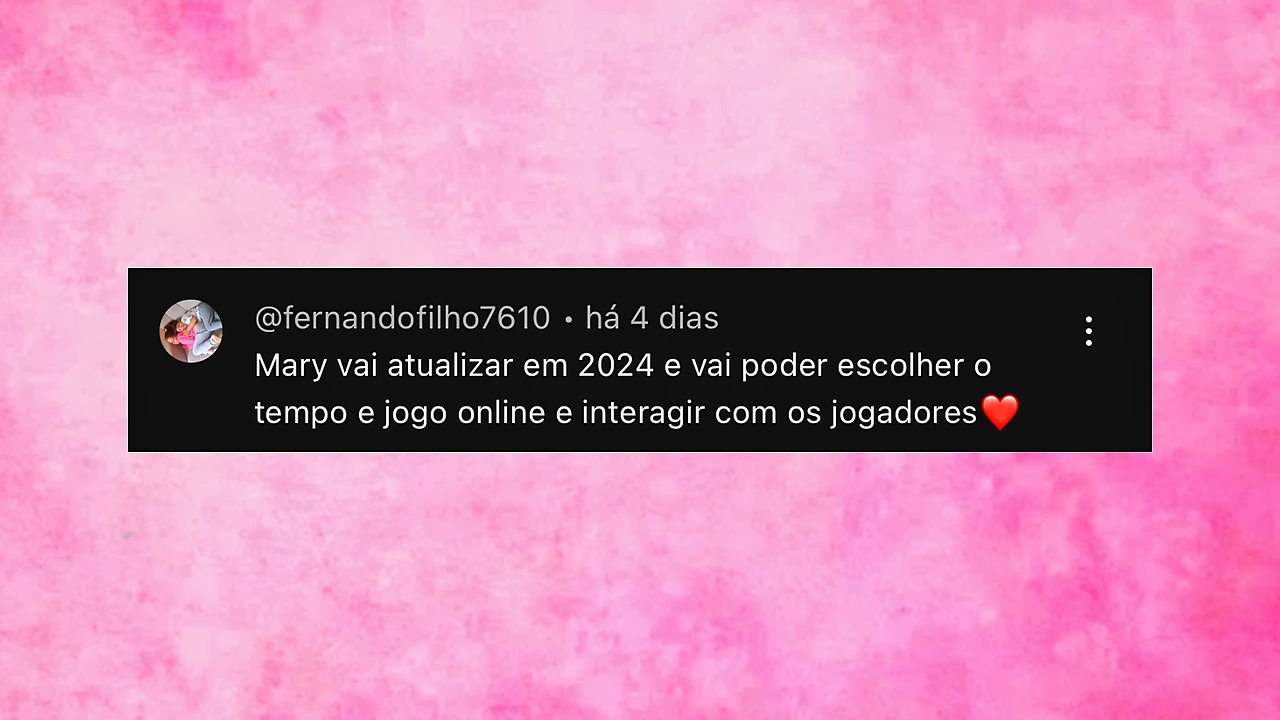 @fernandofilho7610 • há 4 dias
Mary vai atualizar em 2024 e vai poder escolher o
tempo e jogo online e interagir com os jogadores❤️